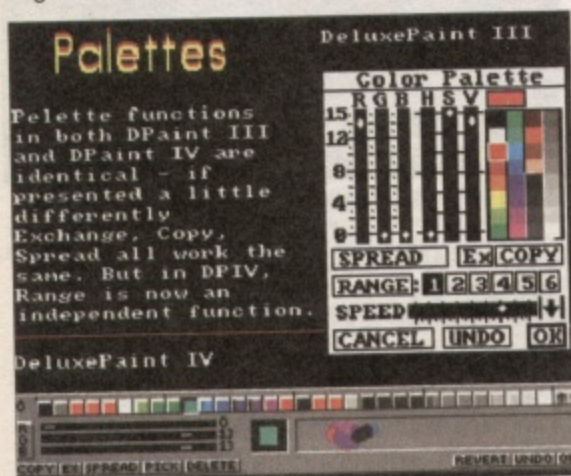 Palettes
DeluxePaint III
Pelette functions
in both DPaint III
and DPaint IV are
identical - if
presented a little
differently
Exchange, Copy,
Spread all work the
same. But in DPIV,
Range is now an
independent function.
Color Palette
R G B H S V
15
12
8
4
0
SPREAD Ex COPY
RANGE: 1 2 3 4 5 6
SPEED
CANCEL UNDO OK
DeluxePaint IV
0
R
G
B
COPY EX SPREAD PICK DELETE
REVERT UNDO